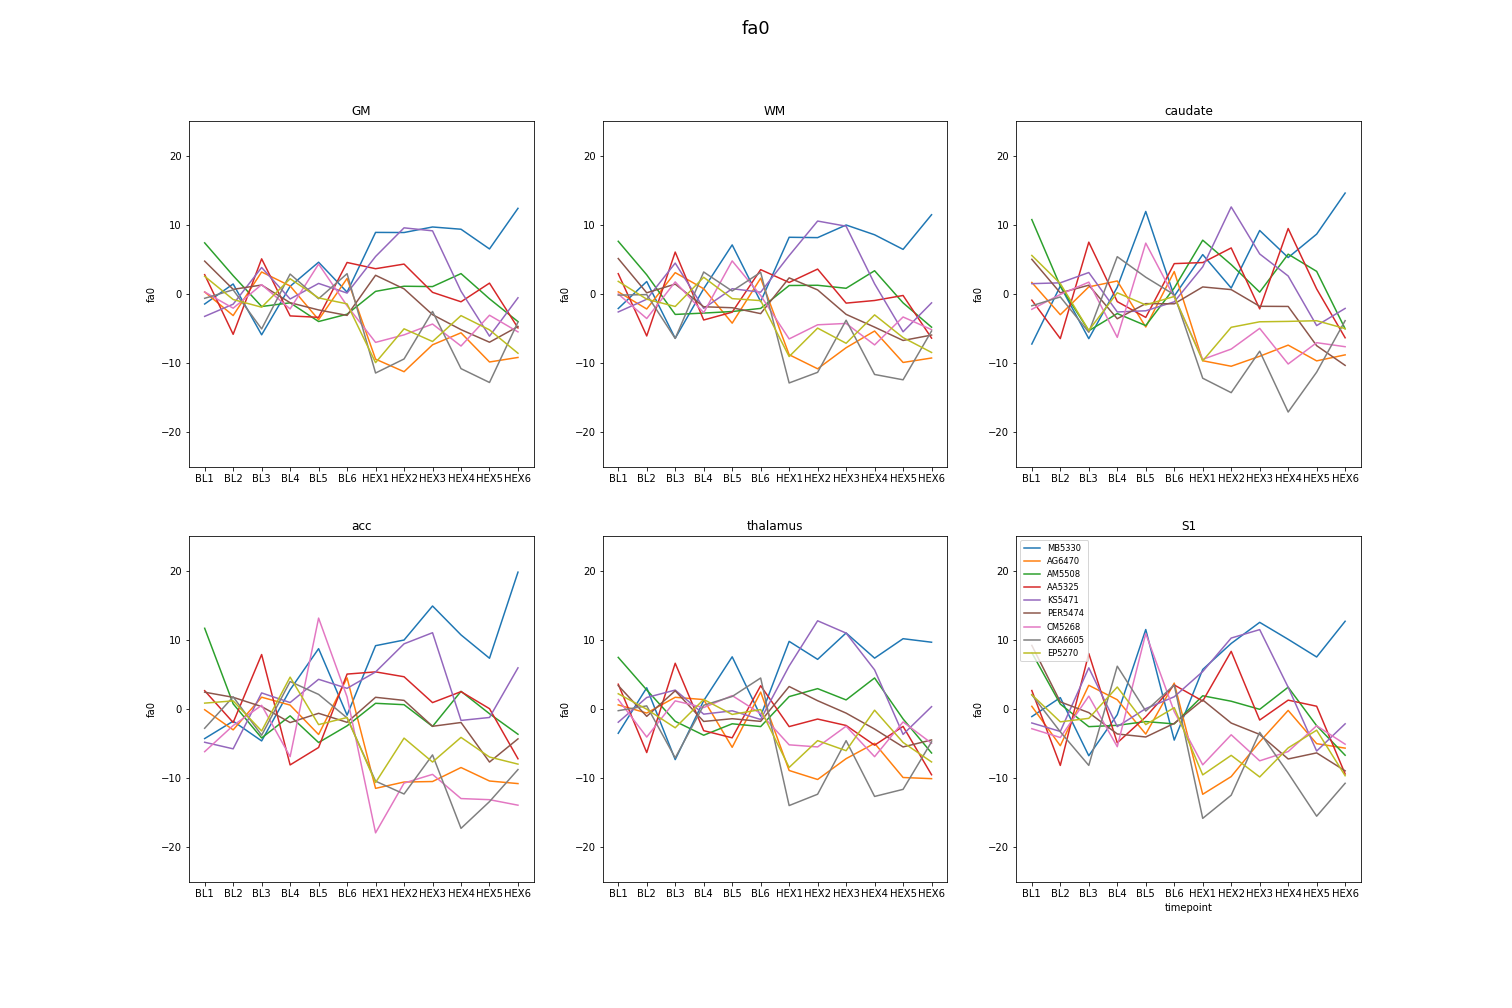 fa0
GM
WM
caudate
20
10
0
−10
−20
fa0
BL1 BL2 BL3 BL4 BL5 BL6 HEX1 HEX2 HEX3 HEX4 HEX5 HEX6
20
10
0
−10
−20
fa0
BL1 BL2 BL3 BL4 BL5 BL6 HEX1 HEX2 HEX3 HEX4 HEX5 HEX6
20
10
0
−10
−20
fa0
BL1 BL2 BL3 BL4 BL5 BL6 HEX1 HEX2 HEX3 HEX4 HEX5 HEX6
acc
thalamus
S1
20
10
0
−10
−20
fa0
BL1 BL2 BL3 BL4 BL5 BL6 HEX1 HEX2 HEX3 HEX4 HEX5 HEX6
20
10
0
−10
−20
fa0
BL1 BL2 BL3 BL4 BL5 BL6 HEX1 HEX2 HEX3 HEX4 HEX5 HEX6
20
10
0
−10
−20
fa0
MB5330
AG6470
AM5508
AA5325
KS5471
PER5474
CM5268
CKA6605
EP5270
BL1 BL2 BL3 BL4 BL5 BL6 HEX1 HEX2 HEX3 HEX4 HEX5 HEX6
timepoint